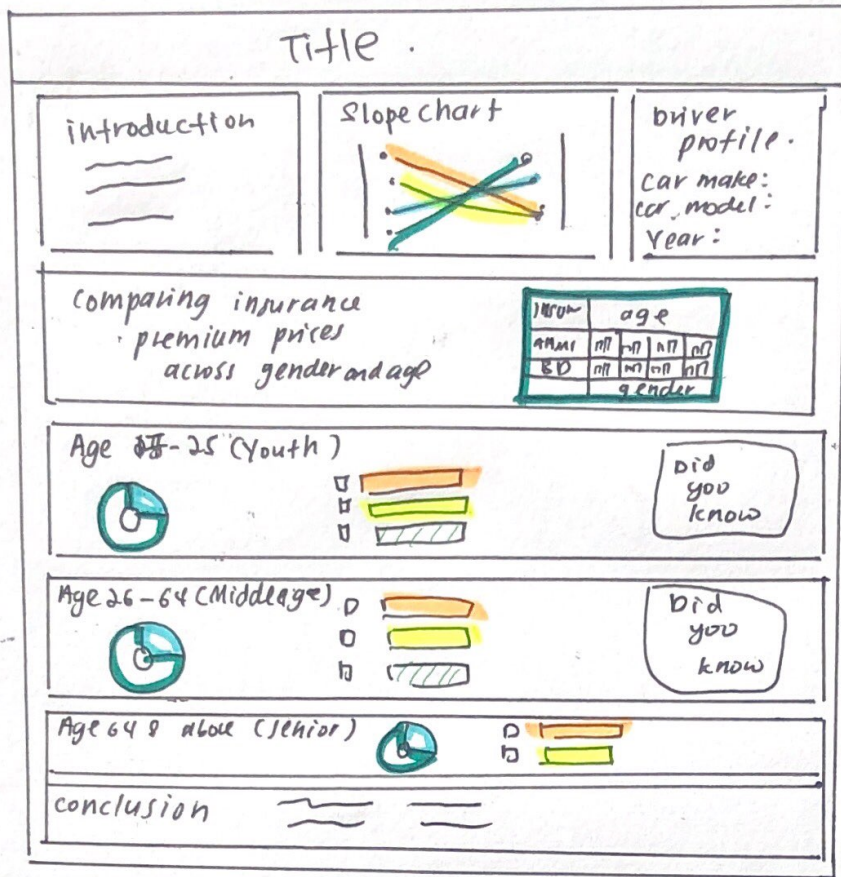 Title.
introduction
Slope chart
Driver
profile.
car make:
car model:
Year:
Comparing insurance
premium prices
across gender and age
age
gender
Age -25 (Youth)
Did
you
know
Age 26-64 (Middleage)
Did
you
know
Age 64 & above (senior)
conclusion